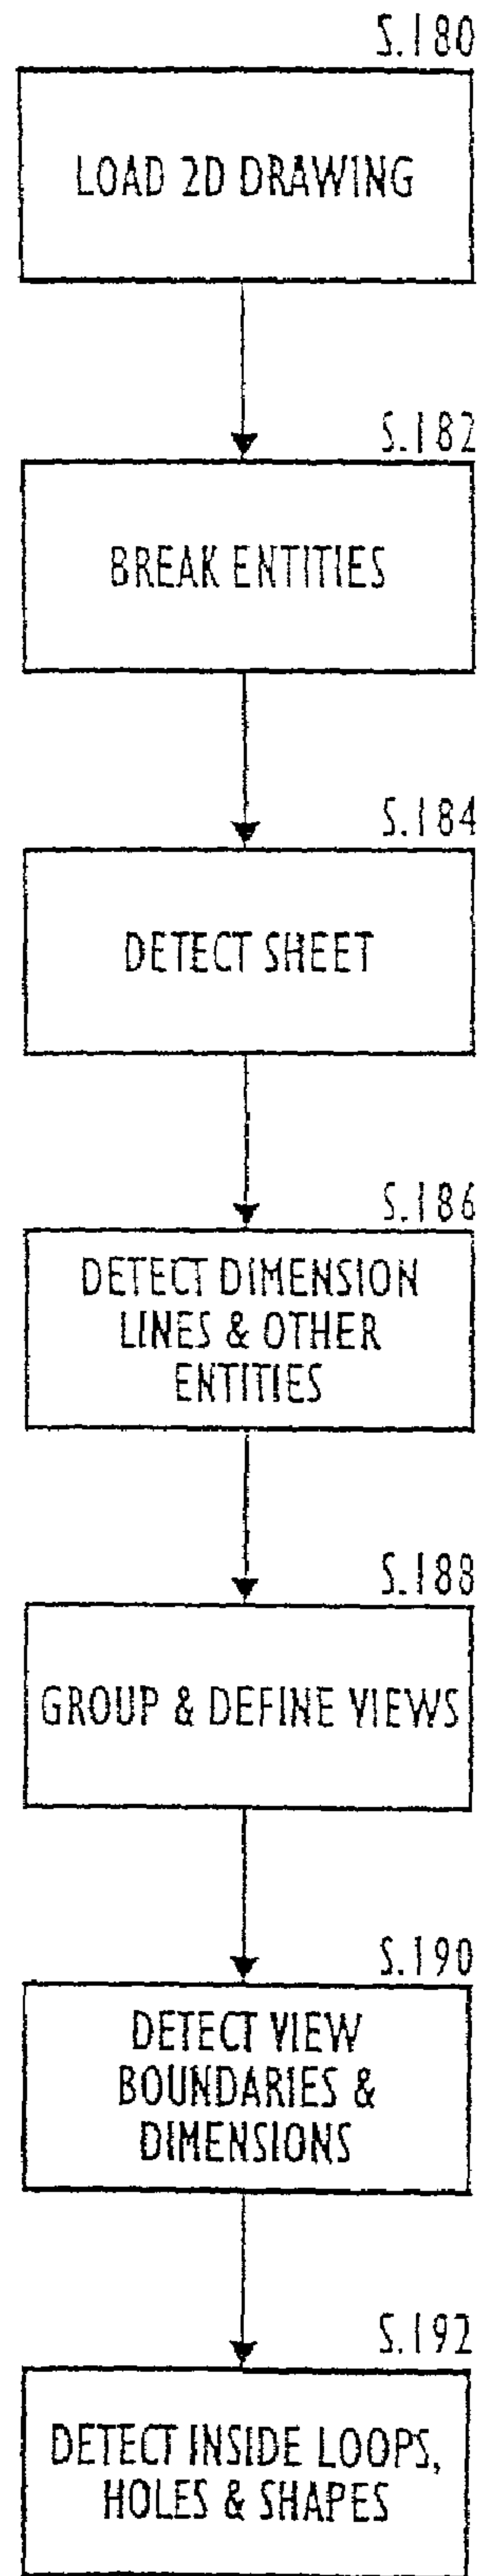 S.180
LOAD 2D DRAWING
S.182
BREAK ENTITIES
S.184
DETECT SHEET
S.186
DETECT DIMENSION
LINES & OTHER
ENTITIES
S.188
GROUP & DEFINE VIEWS
S.190
DETECT VIEW
BOUNDARIES &
DIMENSIONS
S.192
DETECT INSIDE LOOPS,
HOLES & SHAPES